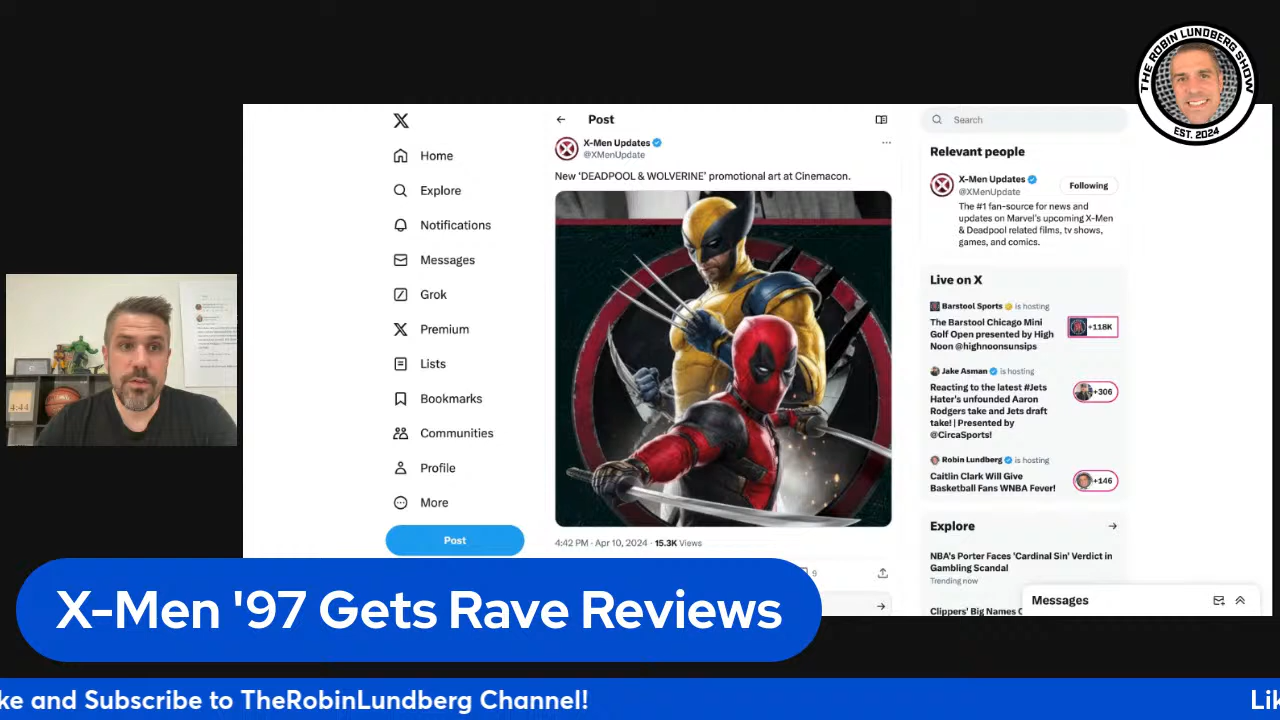 THE ROBIN LUNDBERG SHOW
EST. 2024
Post
Search
Home
Explore
Notifications
Messages
Grok
Premium
Lists
Bookmarks
Communities
Profile
More
Post
X-Men Updates
@XMenUpdate
New ‘DEADPOOL & WOLVERINE’ promotional art at Cinemacon.
4:42 PM · Apr 10, 2024 · 15.3K Views
9
Relevant people
X-Men Updates
@XMenUpdate
Following
The #1 fan-source for news and
updates on Marvel's upcoming X-Men
& Deadpool related films, tv shows,
games, and comics.
Live on X
Barstool Sports is hosting
The Barstool Chicago Mini
Golf Open presented by High
Noon @highnoonsunsips
+118K
Jake Asman is hosting
Reacting to the latest #Jets
Hater's unfounded Aaron
Rodgers take and Jets draft
take! | Presented by
@CircaSports!
+306
Robin Lundberg is hosting
Caitlin Clark Will Give
Basketball Fans WNBA Fever!
+146
Explore
NBA's Porter Faces 'Cardinal Sin' Verdict in
Gambling Scandal
Trending now
Clippers' Big Names
Messages
4:44
X-Men '97 Gets Rave Reviews
ke and Subscribe to TheRobinLundberg Channel!
Lik